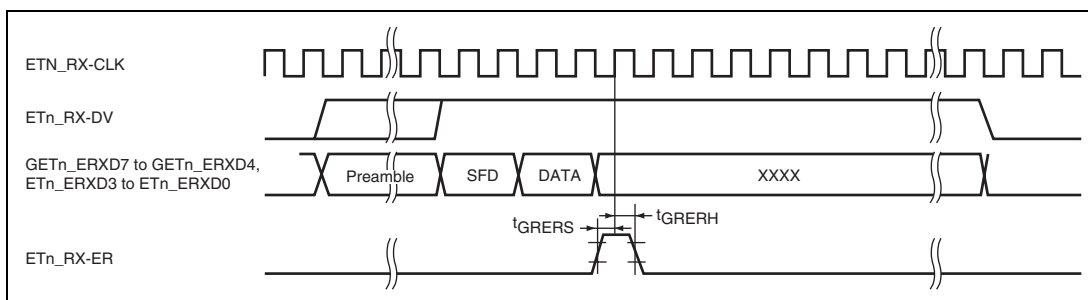 ETN_RX-CLK
ETn_RX-DV
GETn_ERXD7 to GETn_ERXD4,
ETn_ERXD3 to ETn_ERXD0
Preamble
SFD
DATA
XXXX
tGRERS
tGRERH
ETn_RX-ER